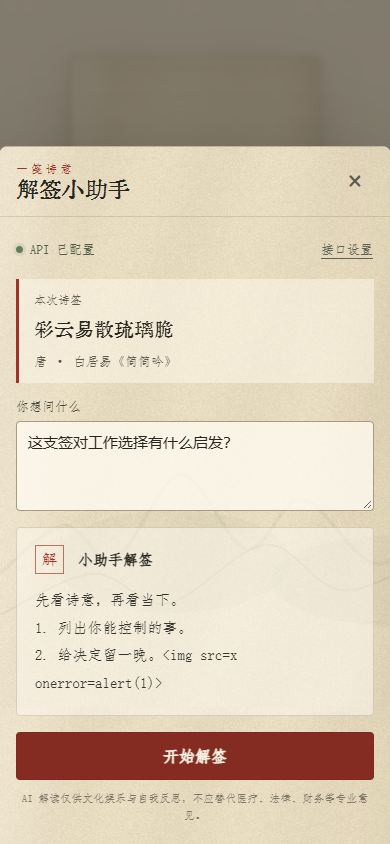 一笺诗意
解签小助手
×
API 已配置
接口设置
本次诗签
彩云易散琉璃脆
唐 • 白居易《简简吟》
你想问什么
这支签对工作选择有什么启发？
解 小助手解签
先看诗意，再看当下。
1. 列出你能控制的事。
2. 给决定留一晚。<img src=x
onerror=alert(1)>
开始解签
AI 解读仅供文化娱乐与自我反思，不应替代医疗、法律、财务等专业意
见。